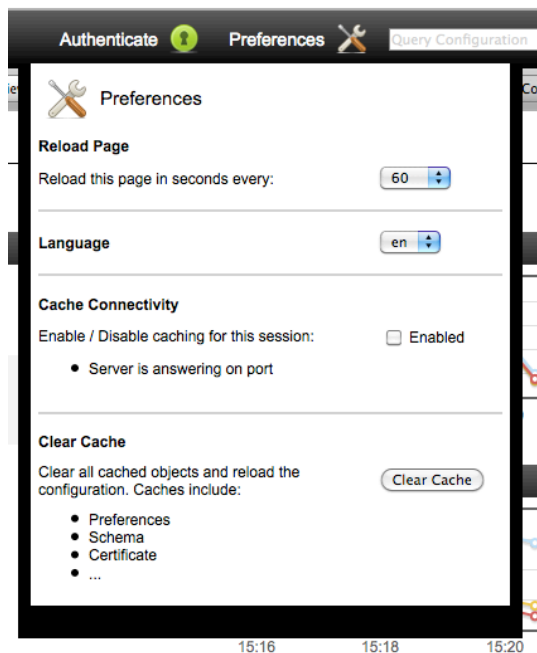 Authenticate Preferences Query Configuration
Preferences
Reload Page
Reload this page in seconds every: 60
Language en
Cache Connectivity
Enable / Disable caching for this session: Enabled
• Server is answering on port
Clear Cache
Clear all cached objects and reload the
configuration. Caches include: Clear Cache
• Preferences
• Schema
• Certificate
• ...
15:16 15:18 15:20